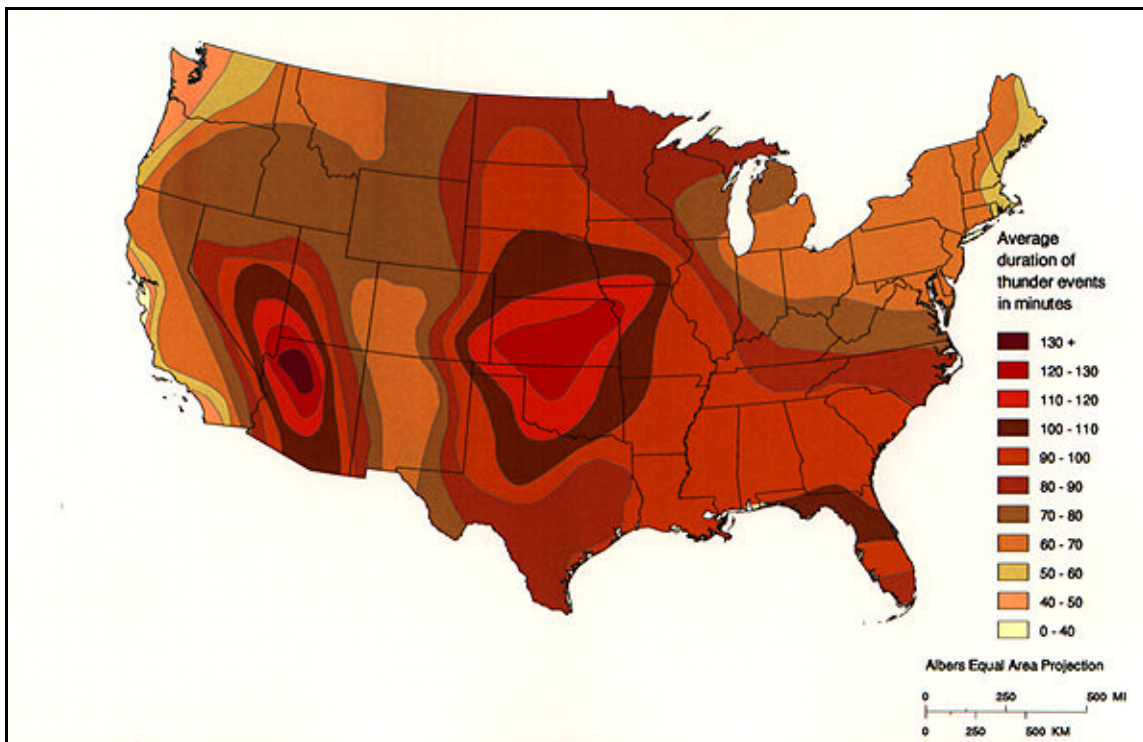 Average
duration of
thunder events
in minutes
130 +
120 - 130
110 - 120
100 - 110
90 - 100
80 - 90
70 - 80
60 - 70
50 - 60
40 - 50
0 - 40
Albers Equal Area Projection
0 250 500 MI
0 250 500 KM